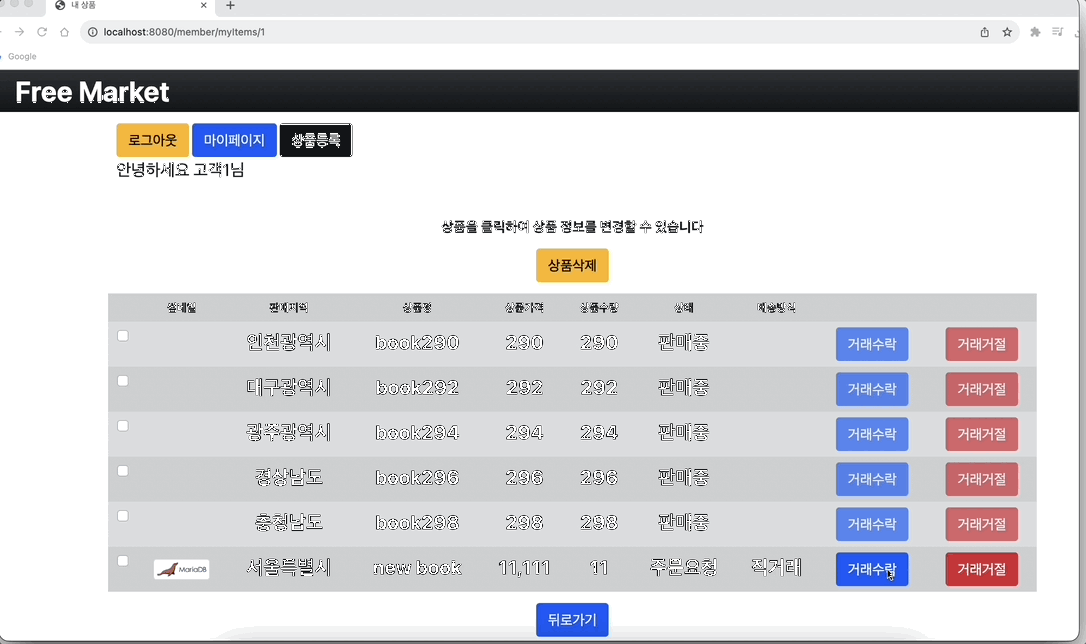 내 상품
localhost:8080/member/myItems/1
Google
Free Market
로그아웃 마이페이지 상품등록
안녕하세요 고객1님
상품을 클릭하여 상품 정보를 변경할 수 있습니다
상품삭제
썸네일 판매지역 상품명 상품가격 상품수량 상태 배송방식
인천광역시 book290 290 290 판매중 거래수락 거래거절
대구광역시 book292 292 292 판매중 거래수락 거래거절
광주광역시 book294 294 294 판매중 거래수락 거래거절
경상남도 book296 296 296 판매중 거래수락 거래거절
충청남도 book298 298 298 판매중 거래수락 거래거절
MariaDB 서울특별시 new book 11,111 11 주문요청 직거래 거래수락 거래거절
뒤로가기